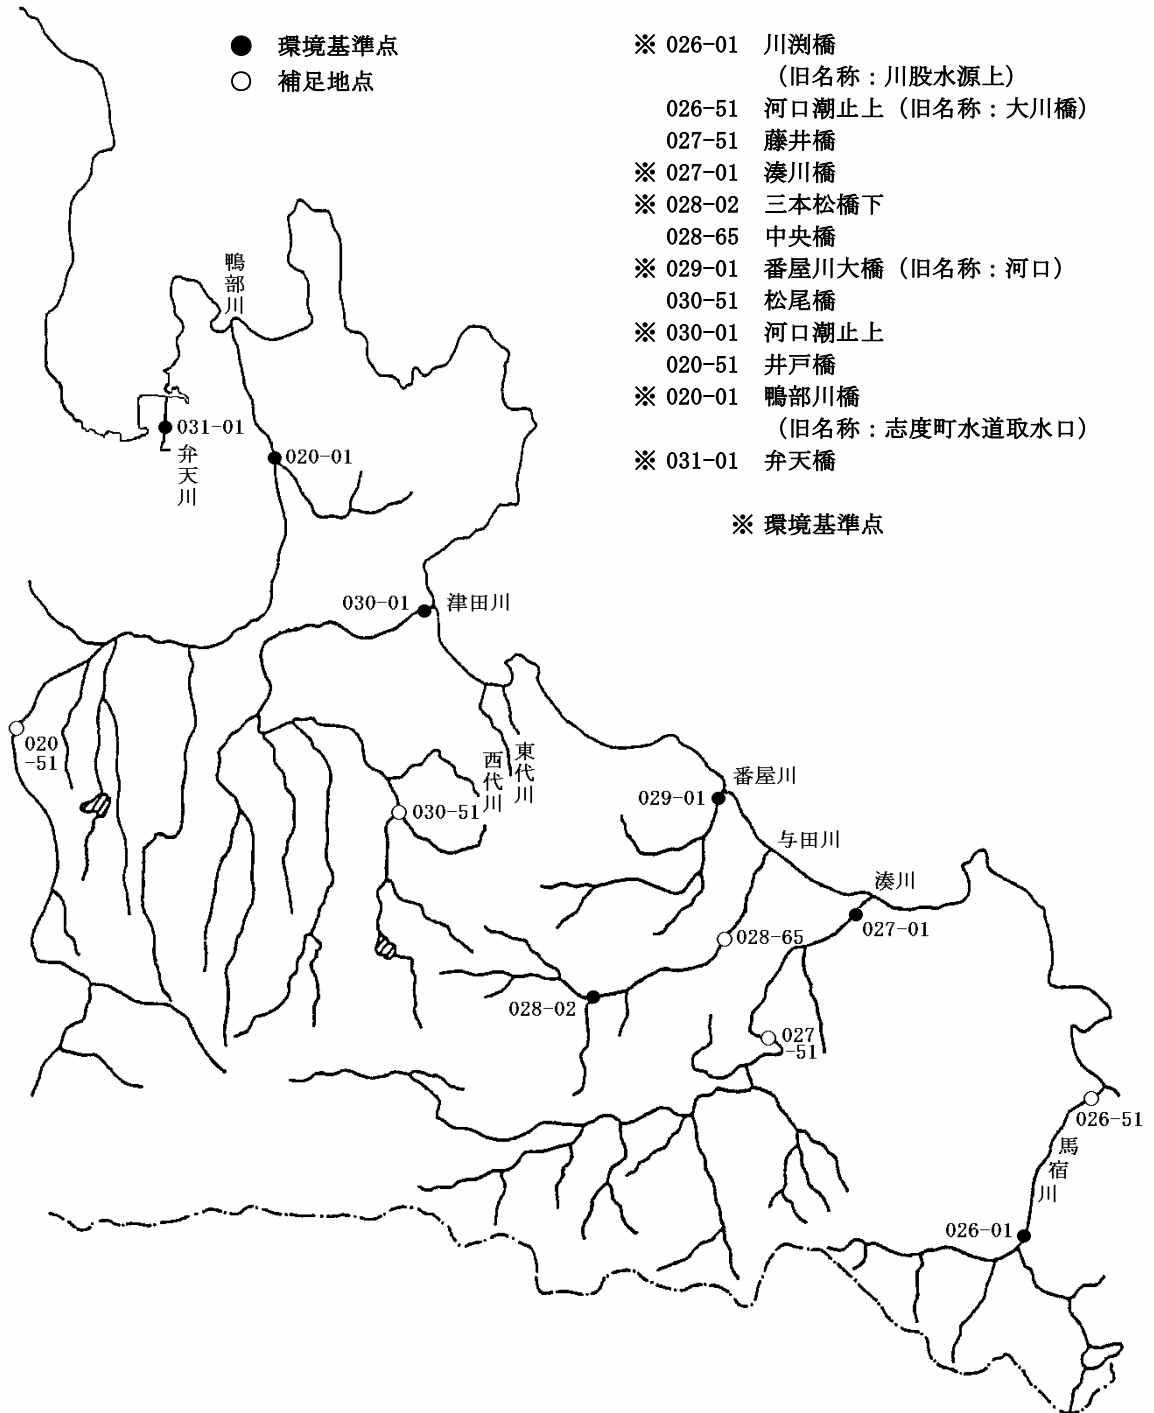 ● 環境基準点
○ 補足地点
※ 026-01 川渕橋
（旧名称：川股水源上）
026-51 河口潮止上（旧名称：大川橋）
027-51 藤井橋
※ 027-01 湊川橋
※ 028-02 三本松橋下
028-65 中央橋
※ 029-01 番屋川大橋（旧名称：河口）
030-51 松尾橋
※ 030-01 河口潮止上
020-51 井戸橋
※ 020-01 鴨部川橋
（旧名称：志度町水道取水口）
※ 031-01 弁天橋
※ 環境基準点
鴨部川
031-01
弁天川
020-01
030-01
津田川
020
-51
西代川
東代川
030-51
番屋川
029-01
与田川
湊川
027-01
028-65
028-02
027
-51
026-51
馬宿川
026-01